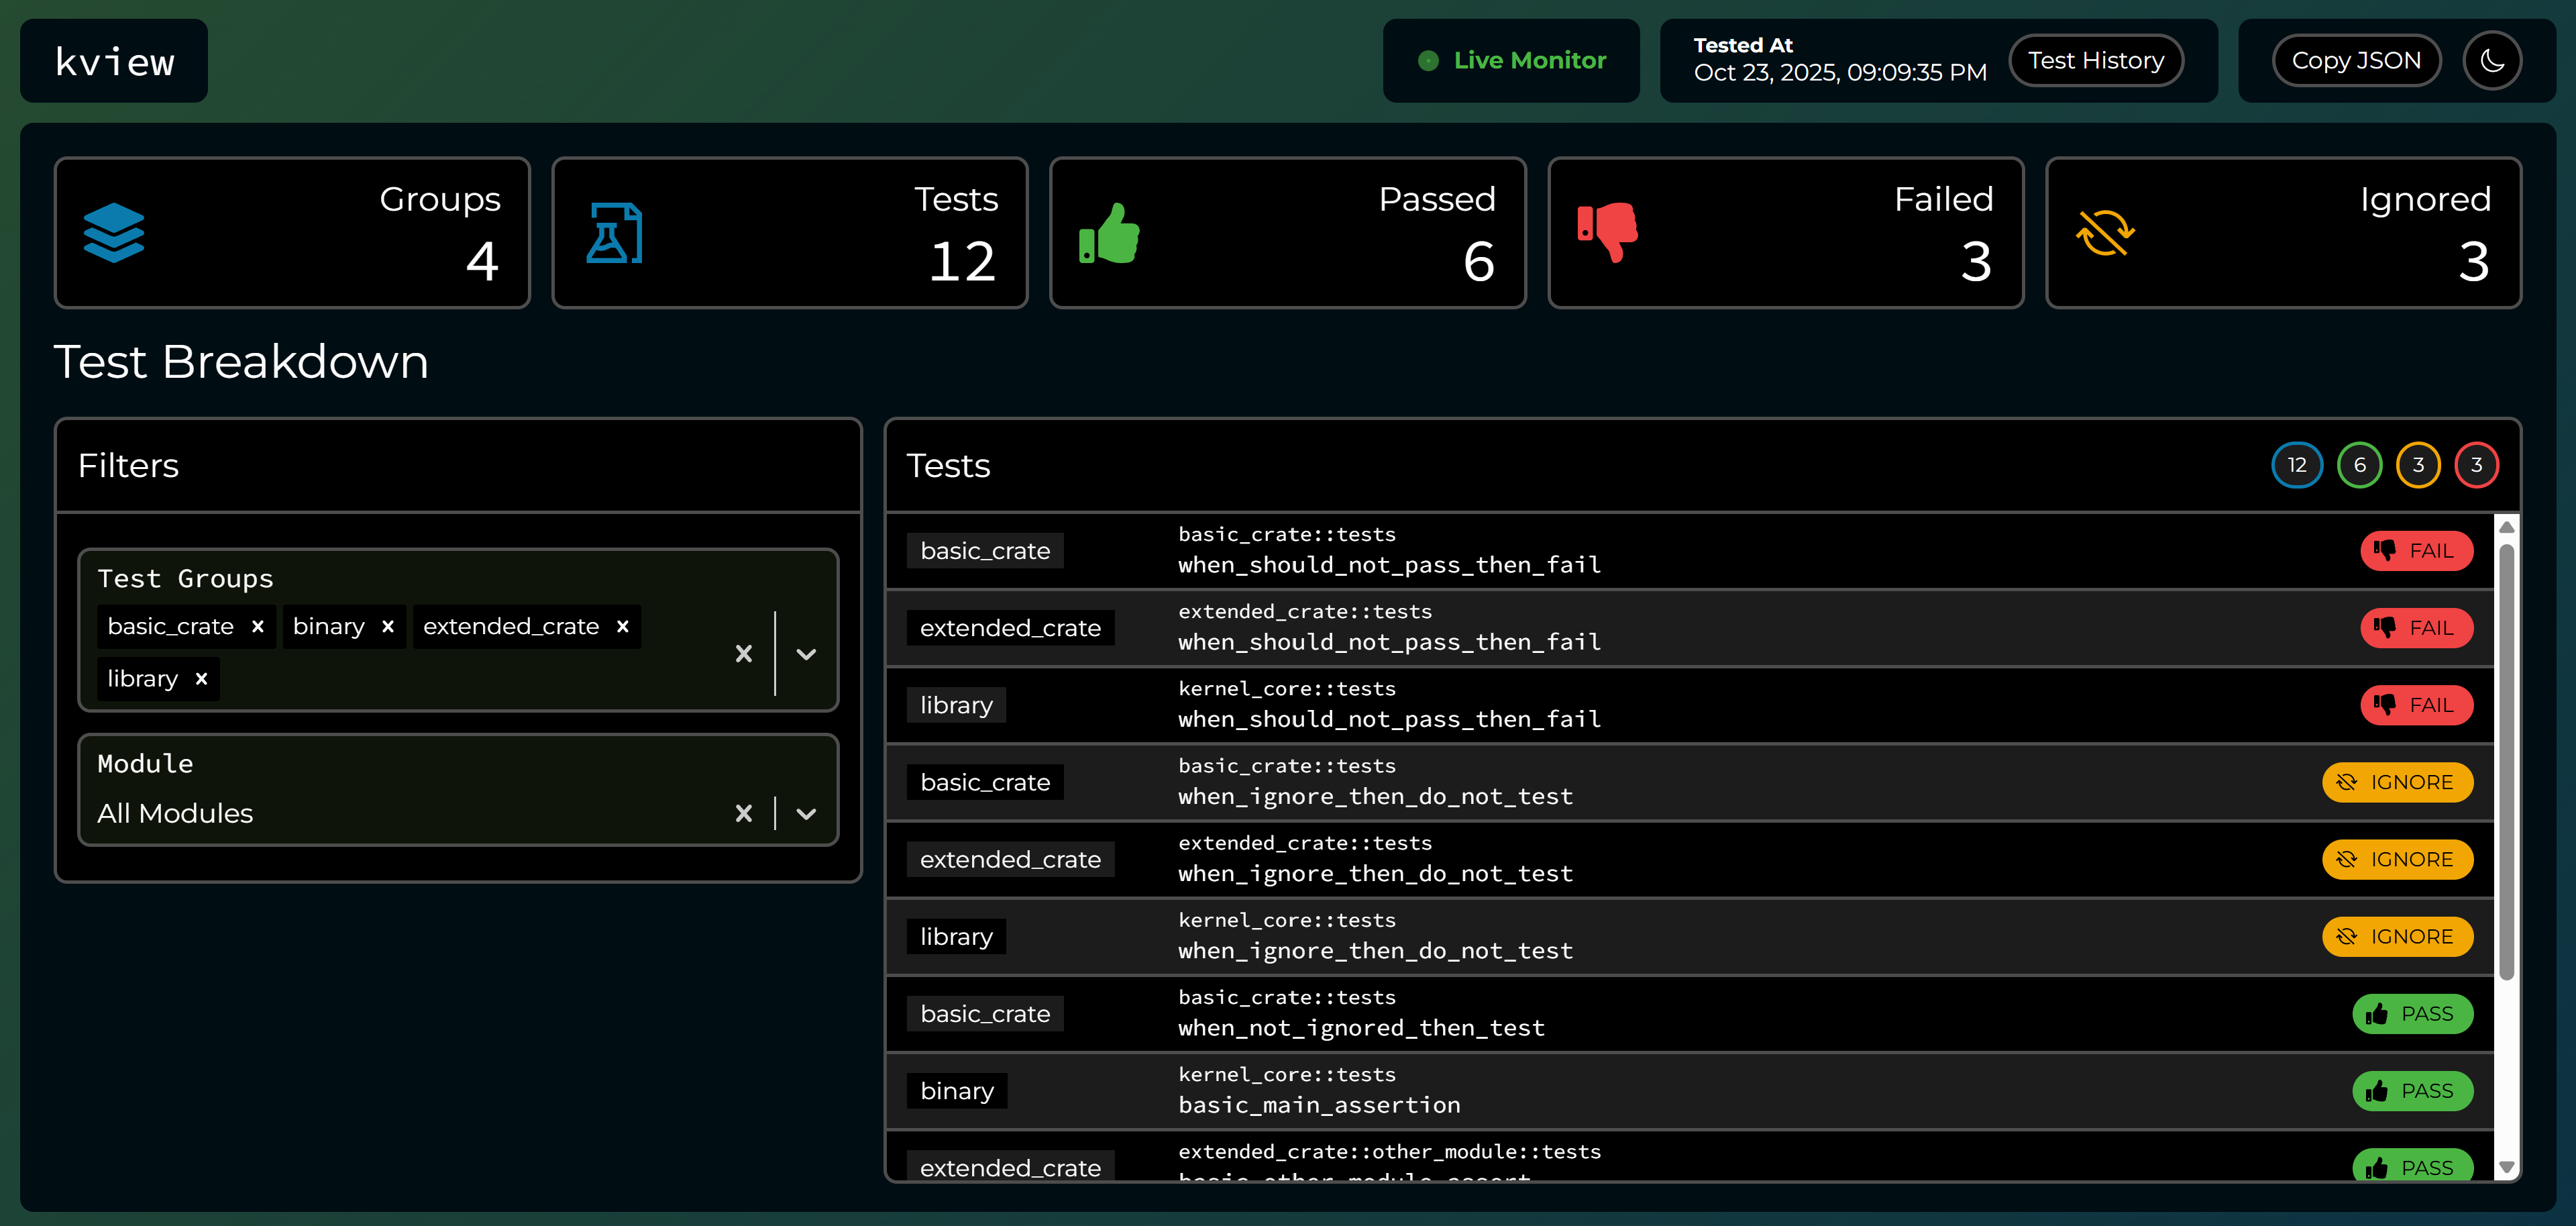 kview
Live Monitor
Tested At
Oct 23, 2025, 09:09:35 PM
Test History
Copy JSON
Groups
4
Tests
12
Passed
6
Failed
3
Ignored
3
Test Breakdown
Filters
Test Groups
basic_crate
binary
extended_crate
library
Module
All Modules
Tests
12 6 3 3
basic_crate
basic_crate::tests
when_should_not_pass_then_fail
FAIL
extended_crate
extended_crate::tests
when_should_not_pass_then_fail
FAIL
library
kernel_core::tests
when_should_not_pass_then_fail
FAIL
basic_crate
basic_crate::tests
when_ignore_then_do_not_test
IGNORE
extended_crate
extended_crate::tests
when_ignore_then_do_not_test
IGNORE
library
kernel_core::tests
when_ignore_then_do_not_test
IGNORE
basic_crate
basic_crate::tests
when_not_ignored_then_test
PASS
binary
kernel_core::tests
basic_main_assertion
PASS
extended_crate
extended_crate::other_module::tests
basic_other_module_assert
PASS